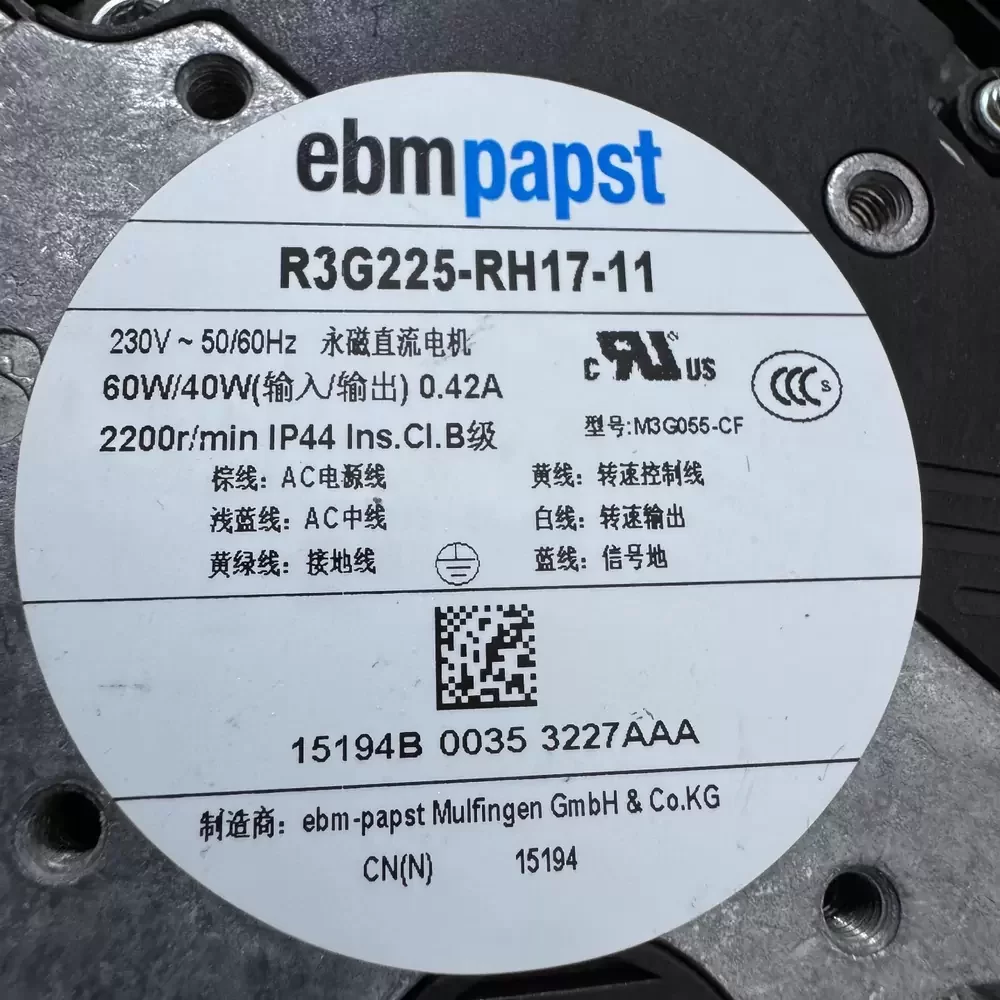 ebmpapst
R3G225-RH17-11
230V ~ 50/60Hz 永磁直流电机
60W/40W(输入/输出) 0.42A
2200r/min IP44 Ins.Cl.B级
c RU US
CCC S
型号:M3G055-CF
棕线: AC电源线
浅蓝线: AC中线
黄绿线: 接地线
黄线: 转速控制线
白线: 转速输出
蓝线: 信号地
15194B 0035 3227AAA
制造商: ebm-papst Mulfingen GmbH & Co.KG
CN(N) 15194